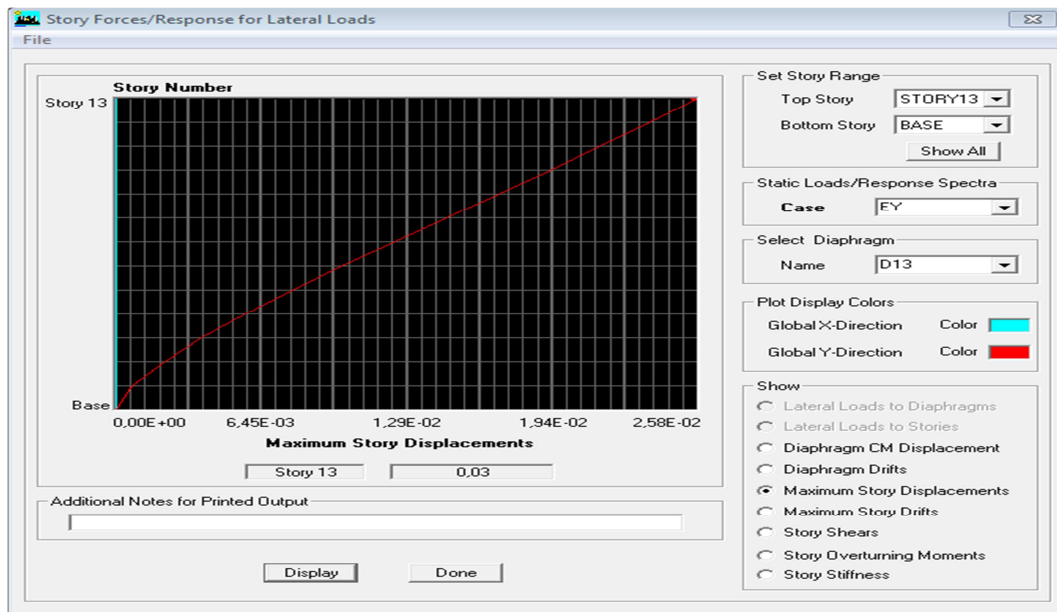 Story Forces/Response for Lateral Loads
File
Story Number
Story 13
Base
0,00E+00 6,45E-03 1,29E-02 1,94E-02 2,58E-02
Maximum Story Displacements
Story 13 0,03
Additional Notes for Printed Output
Display Done
Set Story Range
Top Story STORY13
Bottom Story BASE
Show All
Static Loads/Response Spectra
Case EY
Select Diaphragm
Name D13
Plot Display Colors
Global X-Direction Color
Global Y-Direction Color
Show
Lateral Loads to Diaphragms
Lateral Loads to Stories
Diaphragm CM Displacement
Diaphragm Drifts
Maximum Story Displacements
Maximum Story Drifts
Story Shears
Story Overturning Moments
Story Stiffness